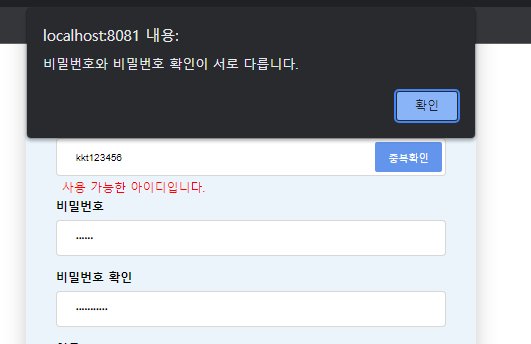 localhost:8081 내용:
비밀번호와 비밀번호 확인이 서로 다릅니다.
확인
kkt123456
중복확인
사용 가능한 아이디입니다.
비밀번호
······
비밀번호 확인
···········